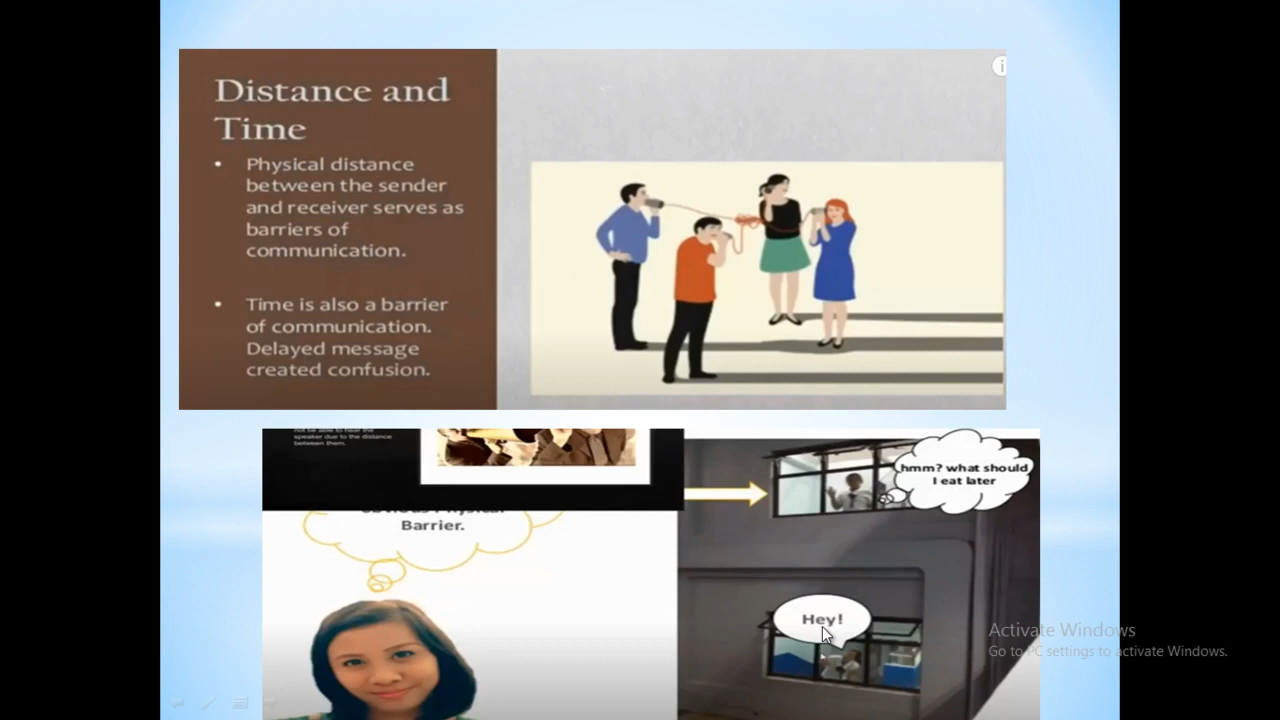 Distance and
Time
• Physical distance
between the sender
and receiver serves as
barriers of
communication.
• Time is also a barrier
of communication.
Delayed message
created confusion.
not be able to hear the
speaker due to the distance
between them.
hmm? what should
I eat later
Obvious Physical
Barrier.
Hey!
Activate Windows
Go to PC settings to activate Windows.